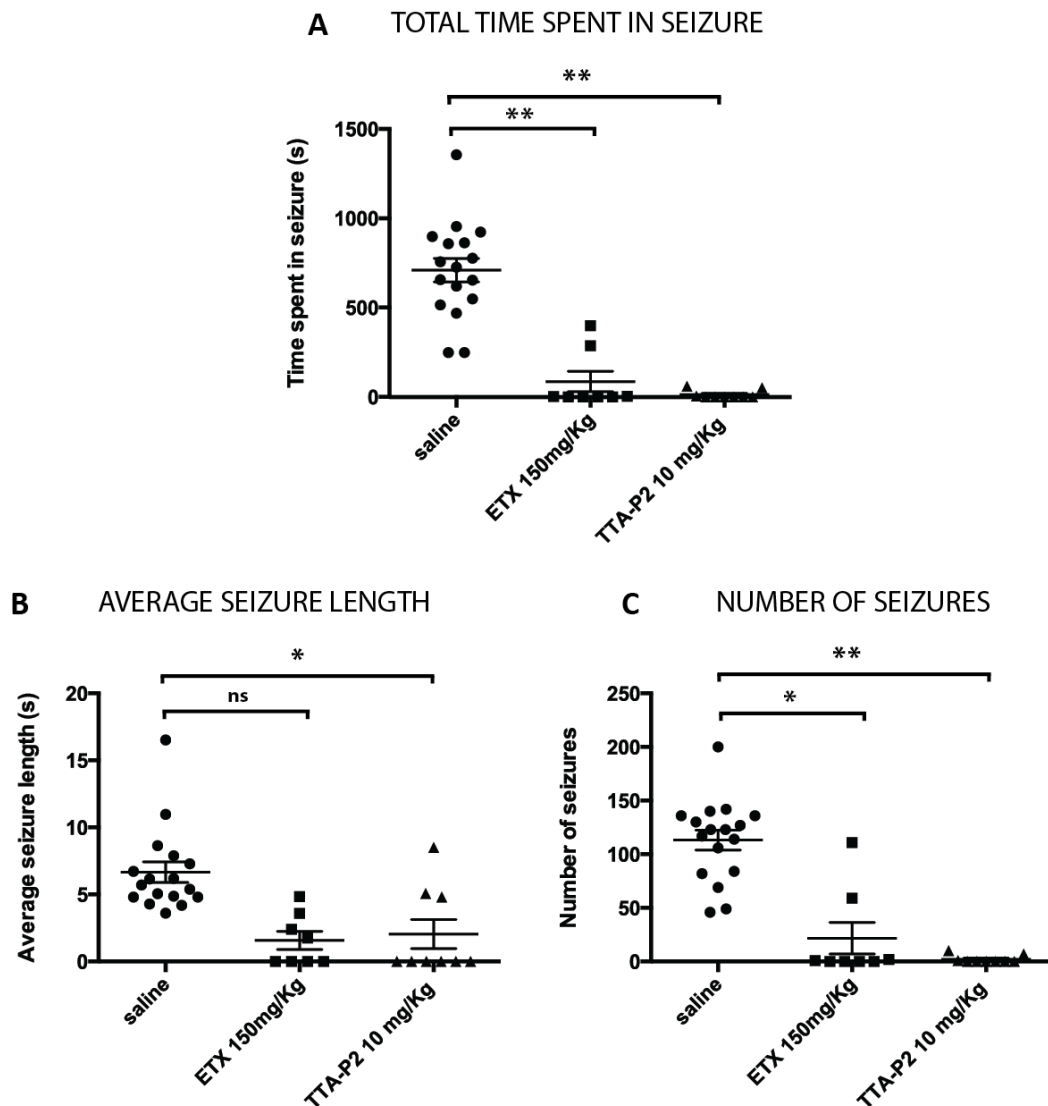 A TOTAL TIME SPENT IN SEIZURE
**
**
Time spent in seizure (s)
1500
1000
500
0
saline
ETX 150mg/Kg
TTA-P2 10 mg/Kg
B AVERAGE SEIZURE LENGTH
*
ns
Average seizure length (s)
20
15
10
5
0
saline
ETX 150mg/Kg
TTA-P2 10 mg/Kg
C NUMBER OF SEIZURES
**
*
Number of seizures
250
200
150
100
50
0
saline
ETX 150mg/Kg
TTA-P2 10 mg/Kg